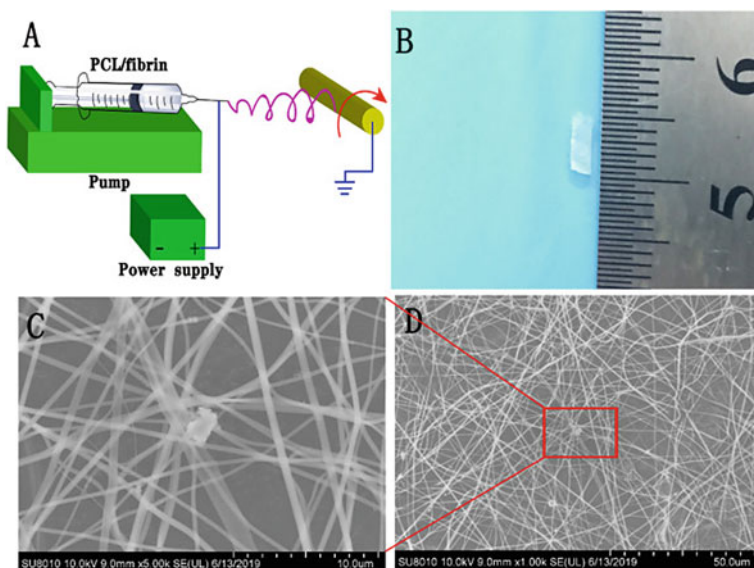 A
PCL/fibrin
Pump
- +
Power supply
B
6
5
C
SU8010 10.0kV 9.0mm x5.00k SE(UL) 6/13/2019 10.0um
D
SU8010 10.0kV 9.0mm x1.00k SE(UL) 6/13/2019 50.0um